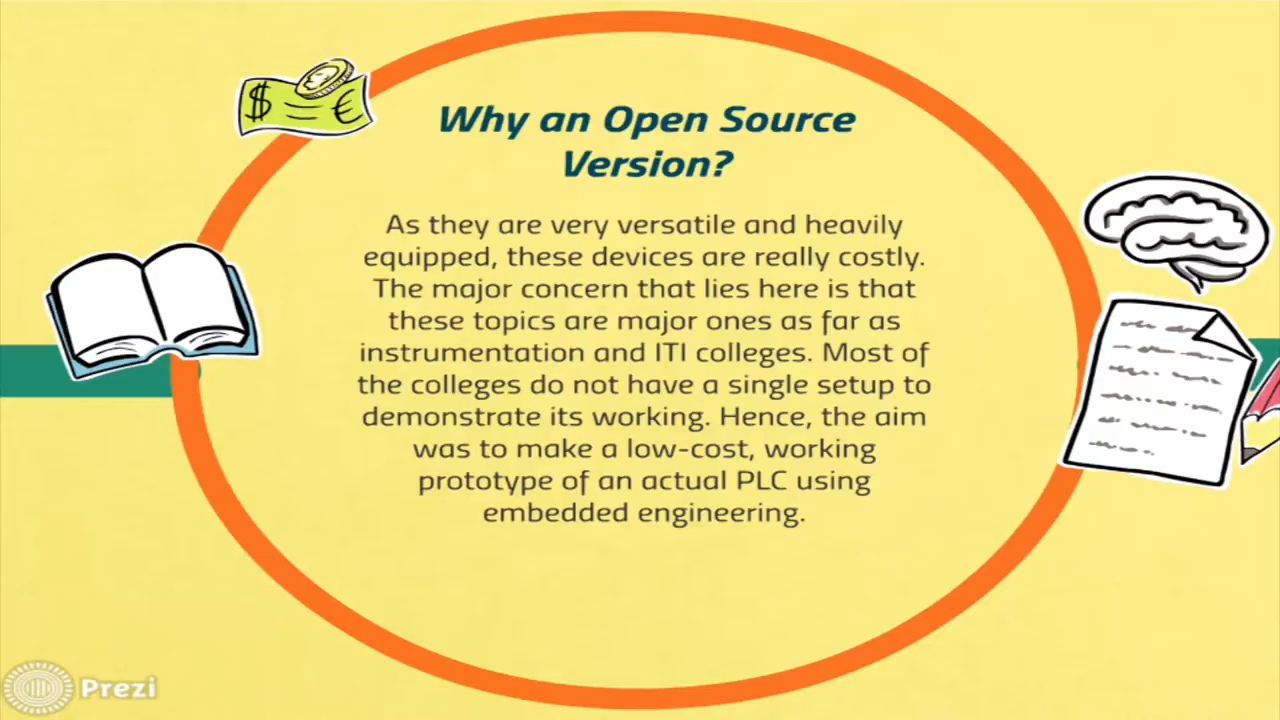 Why an Open Source
Version?
As they are very versatile and heavily
equipped, these devices are really costly.
The major concern that lies here is that
these topics are major ones as far as
instrumentation and ITI colleges. Most of
the colleges do not have a single setup to
demonstrate its working. Hence, the aim
was to make a low-cost, working
prototype of an actual PLC using
embedded engineering.
$ €
Prezi